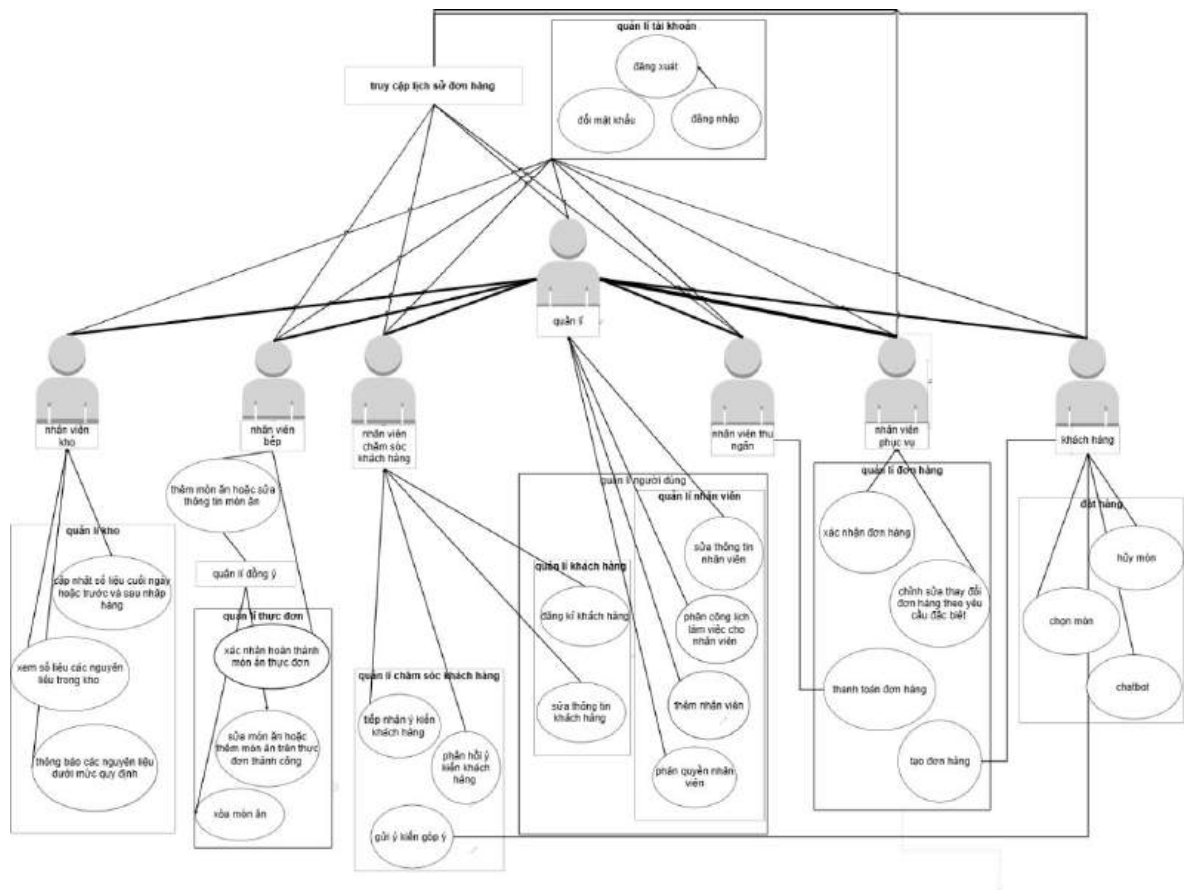 quản lí tài khoản
đăng xuất
truy cập lịch sử đơn hàng
đổi mật khẩu
đăng nhập
quản lí
nhân viên
kho
nhân viên
bếp
nhân viên
chăm sóc
khách hàng
nhân viên thu
ngân
nhân viên
phục vụ
khách hàng
thêm món ăn hoặc sửa
thông tin món ăn
quản lí người dùng
quản lí đơn hàng
quản lí nhân viên
đặt hàng
quản lí kho
xác nhận đơn hàng
sửa thông tin
nhân viên
hủy món
cập nhật số liệu cuối ngày
hoặc trước và sau nhập
hàng
quản lí đồng ý
quản lí khách hàng
chỉnh sửa thay đổi
đơn hàng theo yêu
cầu đặc biệt
đăng kí khách hàng
phân công lịch
làm việc cho
nhân viên
chọn món
quản lí thực đơn
xác nhận hoàn thành
món ăn thực đơn
xem số liệu các nguyên
liệu trong kho
quản lí chăm sóc khách hàng
thanh toán đơn hàng
chatbot
thêm nhân viên
sửa thông tin
khách hàng
tiếp nhận ý kiến
khách hàng
sửa món ăn hoặc
thêm món ăn trên thực
đơn thành công
phản hồi ý
kiến khách
hàng
thông báo các nguyên liệu
dưới mức quy định
phân quyền nhân
viên
tạo đơn hàng
xóa món ăn
gửi ý kiến góp ý